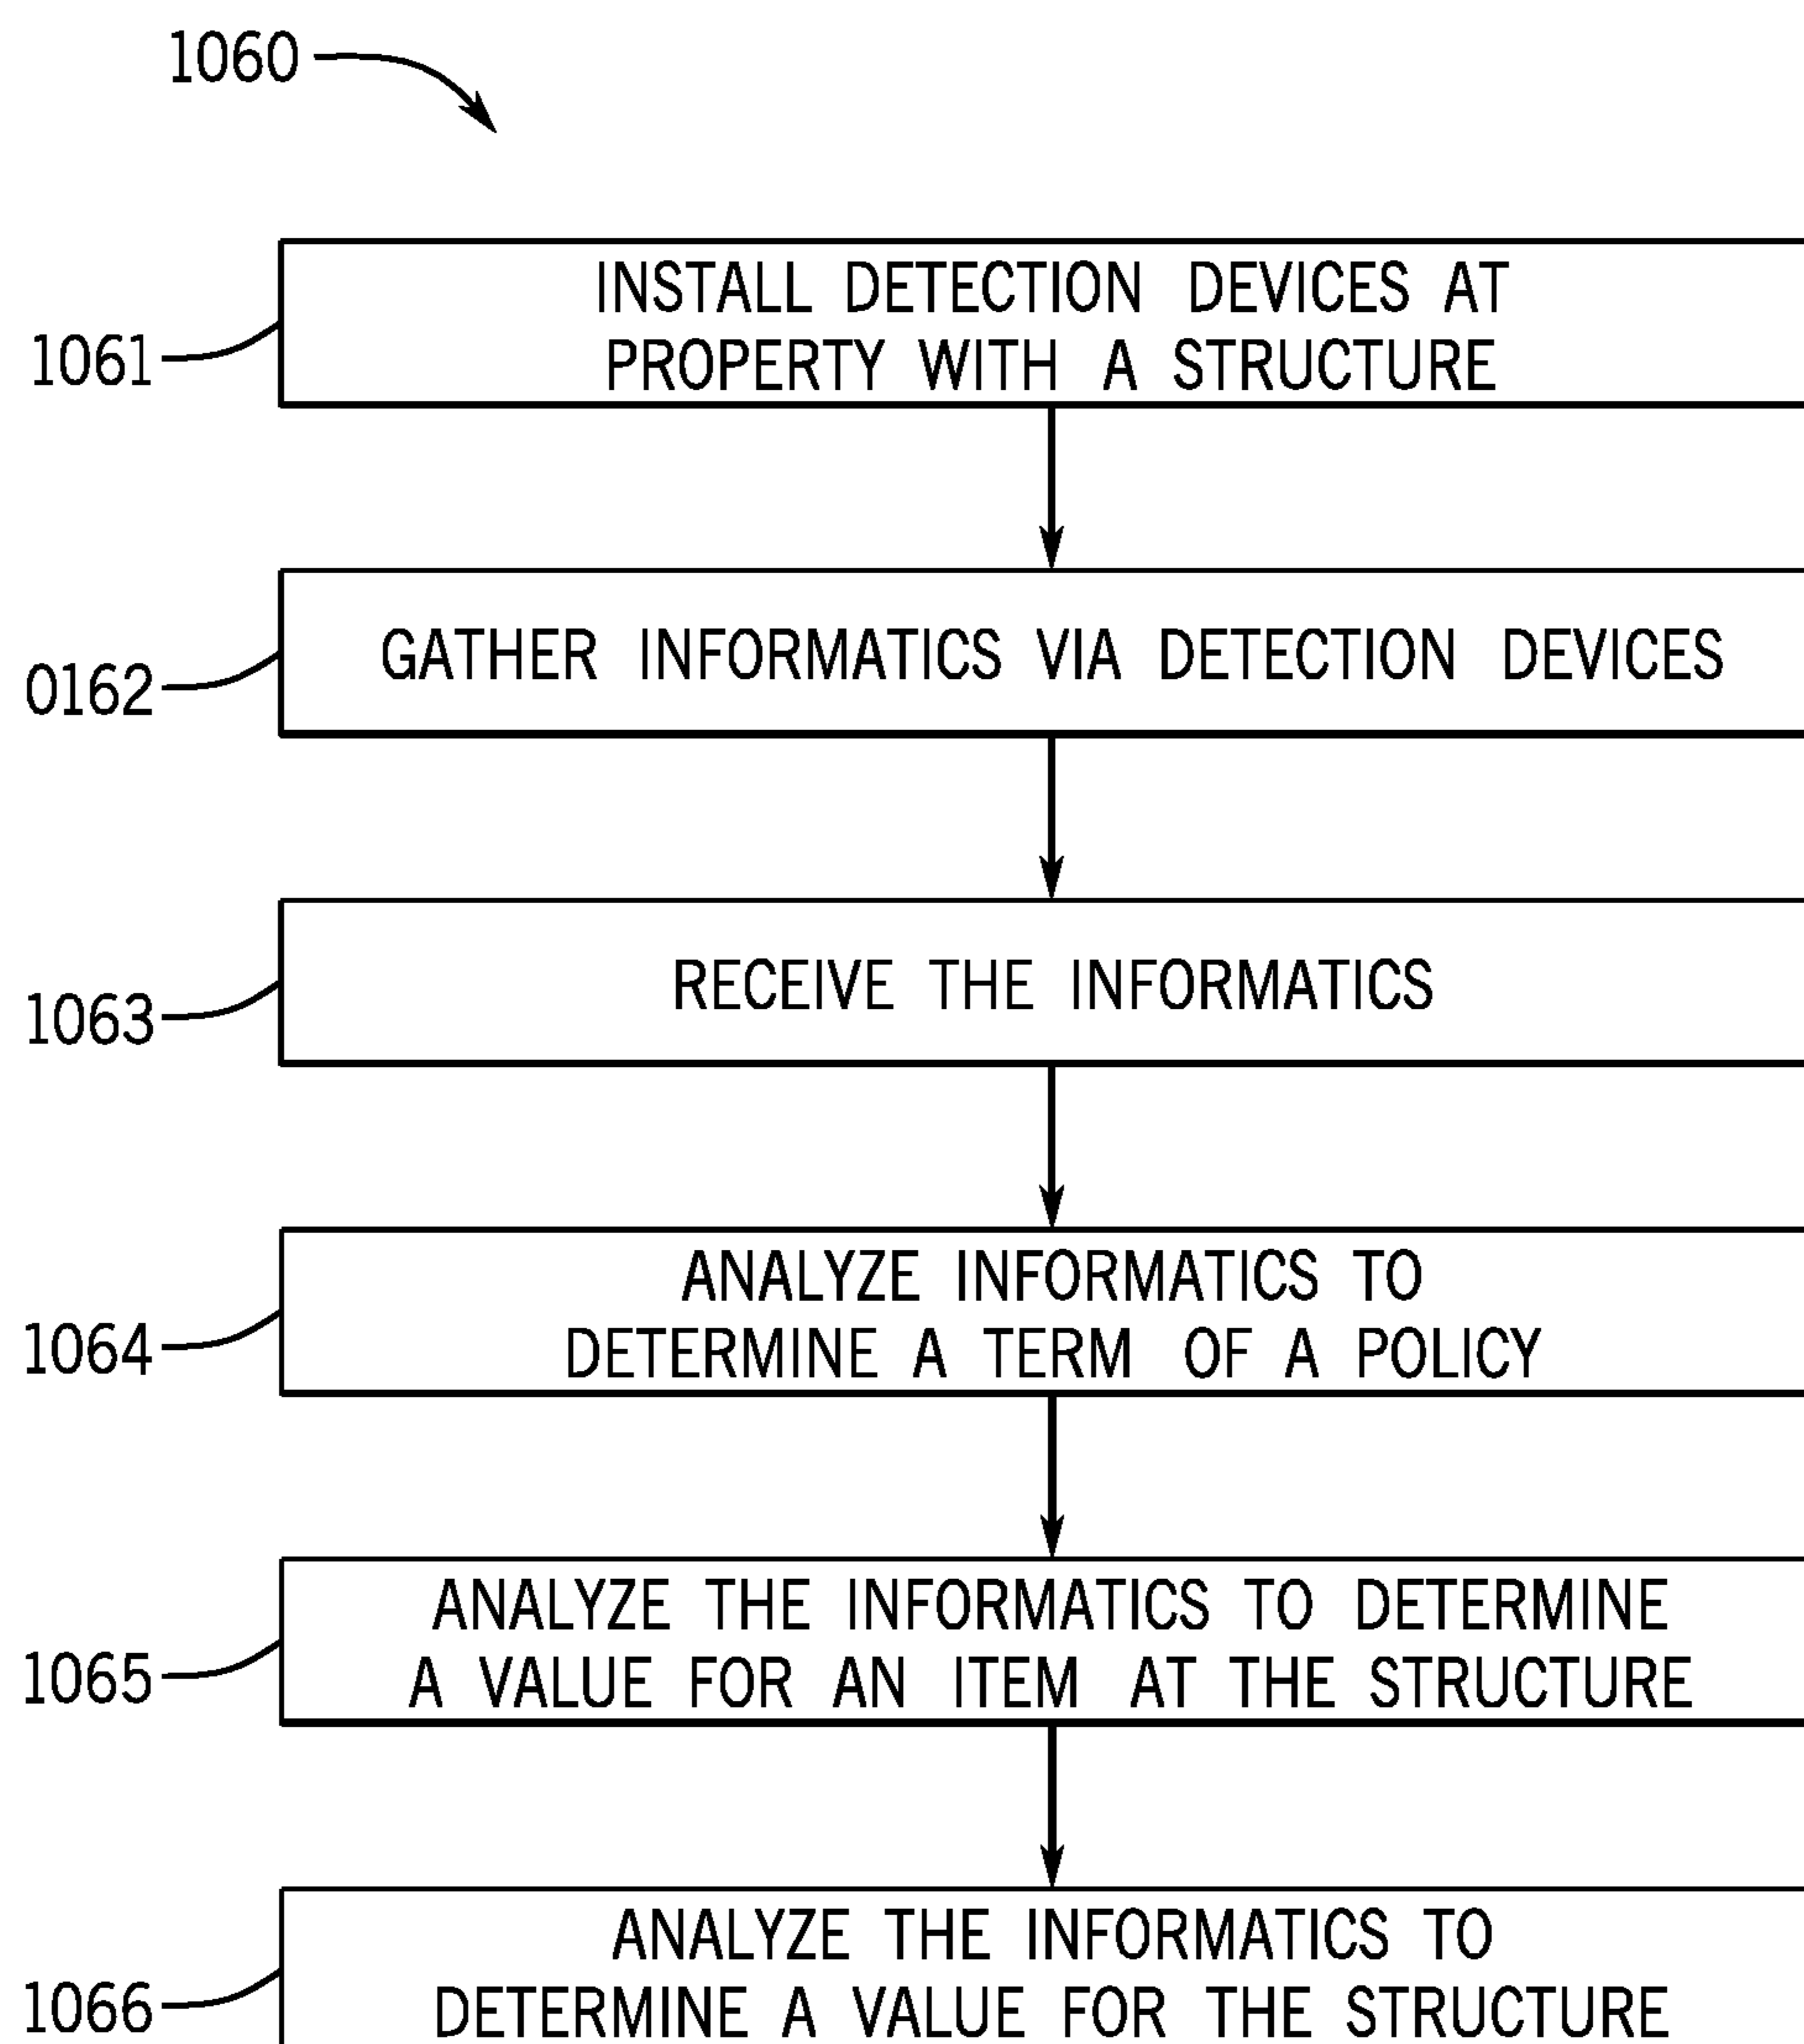 1060
INSTALL DETECTION DEVICES AT
PROPERTY WITH A STRUCTURE
1061
GATHER INFORMATICS VIA DETECTION DEVICES
0162
RECEIVE THE INFORMATICS
1063
ANALYZE INFORMATICS TO
DETERMINE A TERM OF A POLICY
1064
ANALYZE THE INFORMATICS TO DETERMINE
A VALUE FOR AN ITEM AT THE STRUCTURE
1065
ANALYZE THE INFORMATICS TO
DETERMINE A VALUE FOR THE STRUCTURE
1066